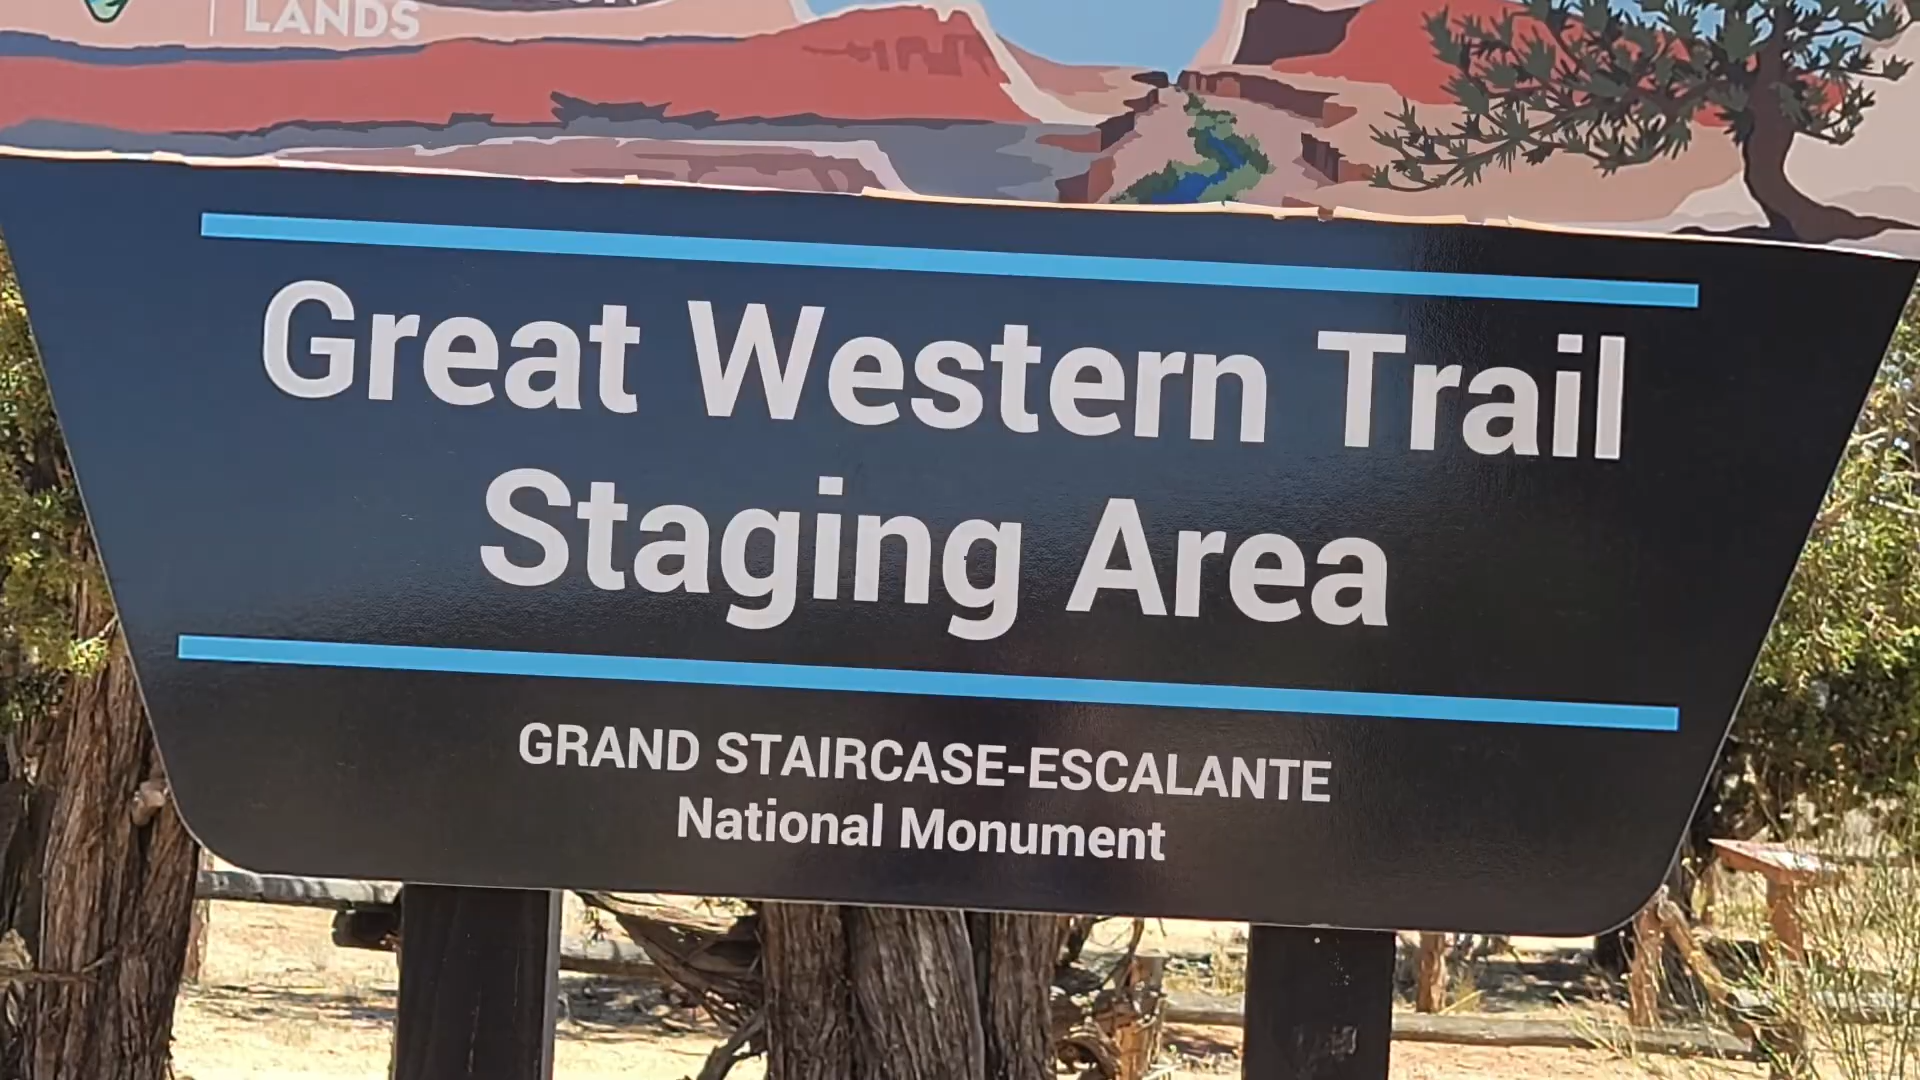 LANDS
Great Western Trail
Staging Area
GRAND STAIRCASE-ESCALANTE
National Monument